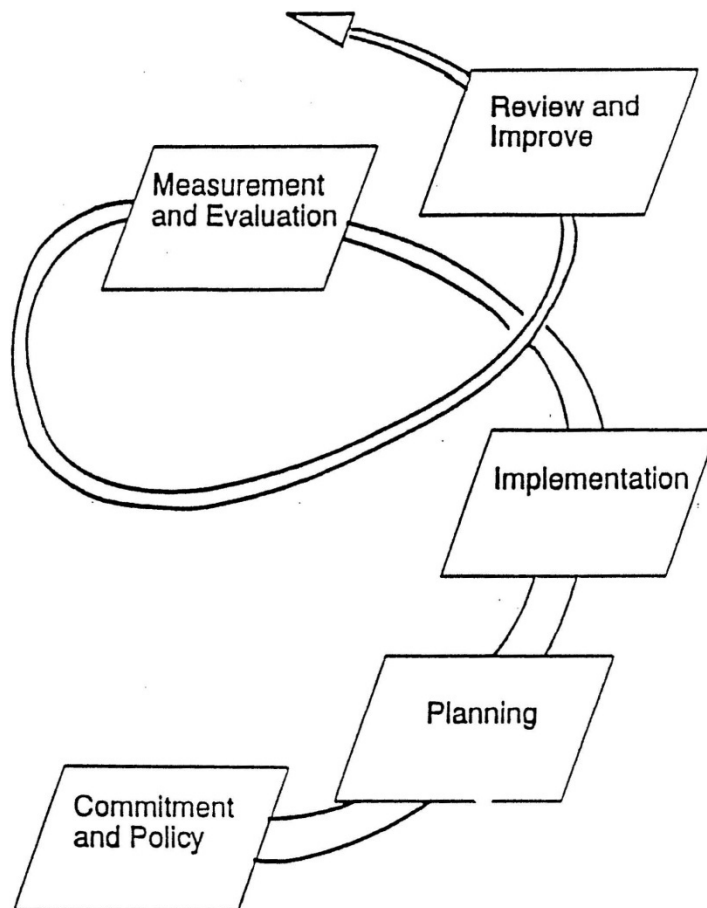 Review and
Improve
Measurement
and Evaluation
Implementation
Planning
Commitment
and Policy